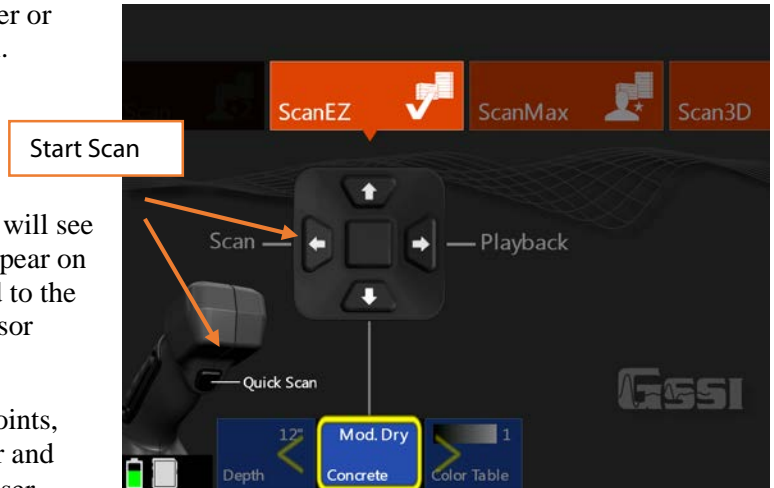 er or
.
Start Scan
will see
pear on
l to the
sor
oints,
r and
ser
ScanEZ
ScanMax
Scan3D
Scan
Playback
Quick Scan
GSSI
12"
Depth
Mod. Dry
Concrete
1
Color Table